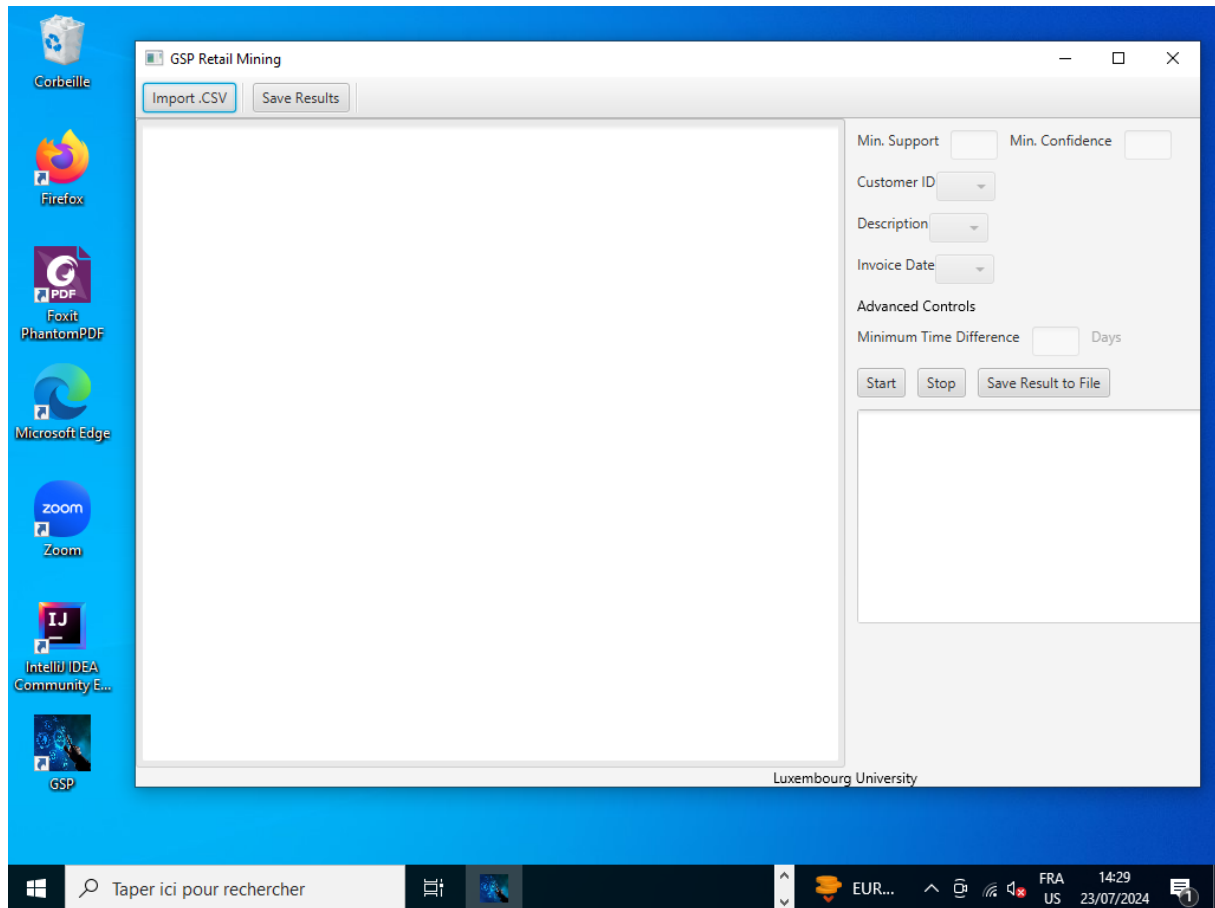 Corbeille
Firefox
PDF
Foxit
PhantomPDF
Microsoft Edge
zoom
Zoom
IJ
IntelliJ IDEA
Community E...
GSP
GSP Retail Mining
Import .CSV Save Results
Min. Support Min. Confidence
Customer ID
Description
Invoice Date
Advanced Controls
Minimum Time Difference Days
Start Stop Save Result to File
Luxembourg University
Taper ici pour rechercher
EUR...
FRA
US
14:29
23/07/2024
1